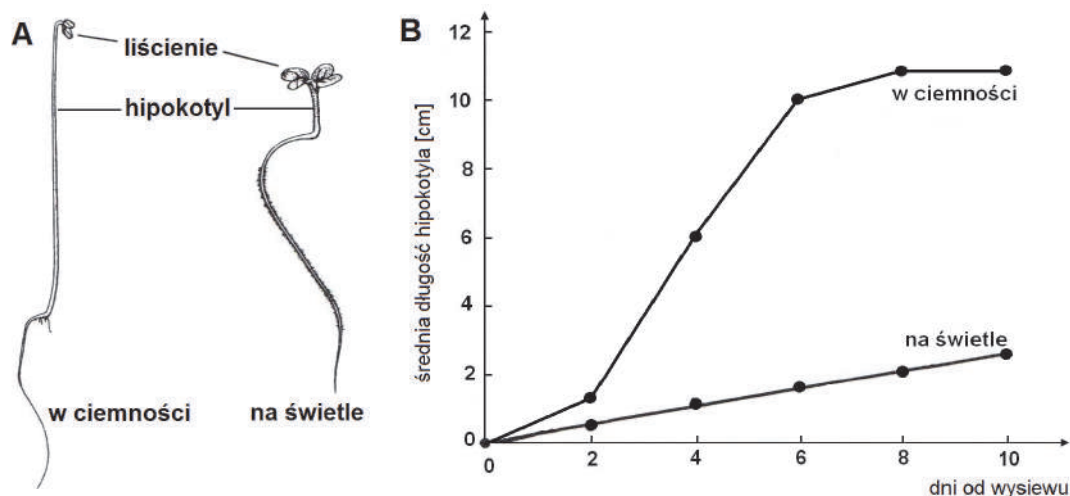 A
liścienie
hipokotyl
w ciemności
na świetle
B
średnia długość hipokotyla [cm]
12
10
8
6
4
2
0
w ciemności
na świetle
0 2 4 6 8 10
dni od wysiewu